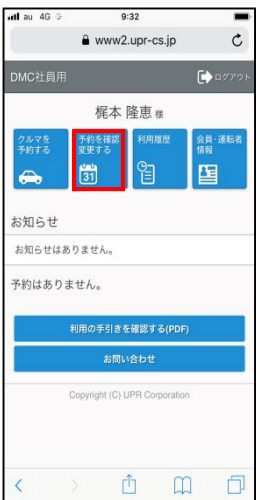 au 4G 9:32
www2.upr-cs.jp
DMC社員用 ログアウト
梶本 隆恵 様
クルマを
予約する
予約を確認
変更する
31
利用履歴
会員・運転者
情報
お知らせ
お知らせはありません。
予約はありません。
利用の手引きを確認する(PDF)
お問い合わせ
Copyright (C) UPR Corporation